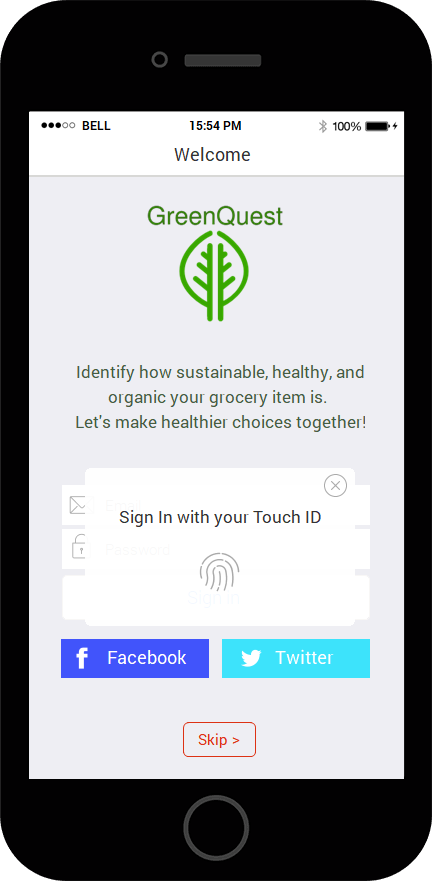 BELL 15:54 PM 100%
Welcome
GreenQuest
Identify how sustainable, healthy, and
organic your grocery item is.
Let's make healthier choices together!
Sign In with your Touch ID
Password
Sign In
Facebook Twitter
Skip >